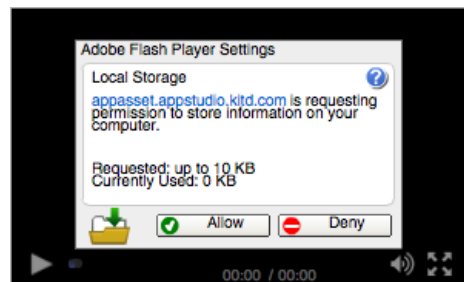 Adobe Flash Player Settings
Local Storage
appasset.appstudio.kitd.com is requesting
permission to store information on your
computer.
Requested: up to 10 KB
Currently Used: 0 KB
Allow
Deny
00:00 / 00:00